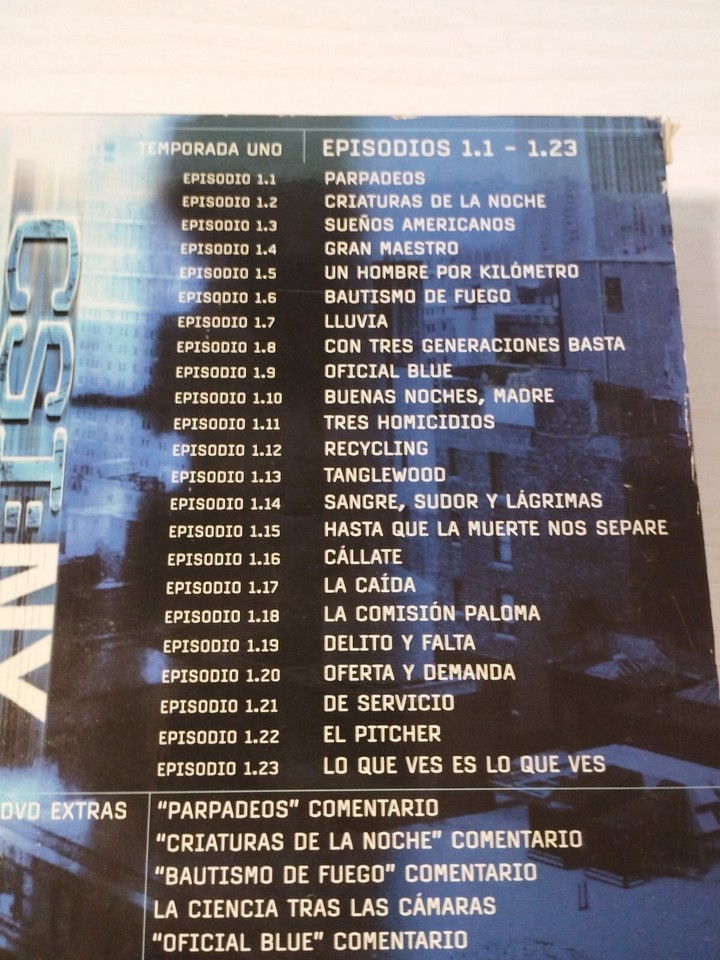 CSI: NY
TEMPORADA UNO EPISODIOS 1.1 - 1.23
EPISODIO 1.1 PARPADEOS
EPISODIO 1.2 CRIATURAS DE LA NOCHE
EPISODIO 1.3 SUEÑOS AMERICANOS
EPISODIO 1.4 GRAN MAESTRO
EPISODIO 1.5 UN HOMBRE POR KILÓMETRO
EPISODIO 1.6 BAUTISMO DE FUEGO
EPISODIO 1.7 LLUVIA
EPISODIO 1.8 CON TRES GENERACIONES BASTA
EPISODIO 1.9 OFICIAL BLUE
EPISODIO 1.10 BUENAS NOCHES, MADRE
EPISODIO 1.11 TRES HOMICIDIOS
EPISODIO 1.12 RECYCLING
EPISODIO 1.13 TANGLEWOOD
EPISODIO 1.14 SANGRE, SUDOR Y LÁGRIMAS
EPISODIO 1.15 HASTA QUE LA MUERTE NOS SEPARE
EPISODIO 1.16 CÁLLATE
EPISODIO 1.17 LA CAÍDA
EPISODIO 1.18 LA COMISIÓN PALOMA
EPISODIO 1.19 DELITO Y FALTA
EPISODIO 1.20 OFERTA Y DEMANDA
EPISODIO 1.21 DE SERVICIO
EPISODIO 1.22 EL PITCHER
EPISODIO 1.23 LO QUE VES ES LO QUE VES
DVD EXTRAS "PARPADEOS" COMENTARIO
"CRIATURAS DE LA NOCHE" COMENTARIO
"BAUTISMO DE FUEGO" COMENTARIO
LA CIENCIA TRAS LAS CÁMARAS
"OFICIAL BLUE" COMENTARIO